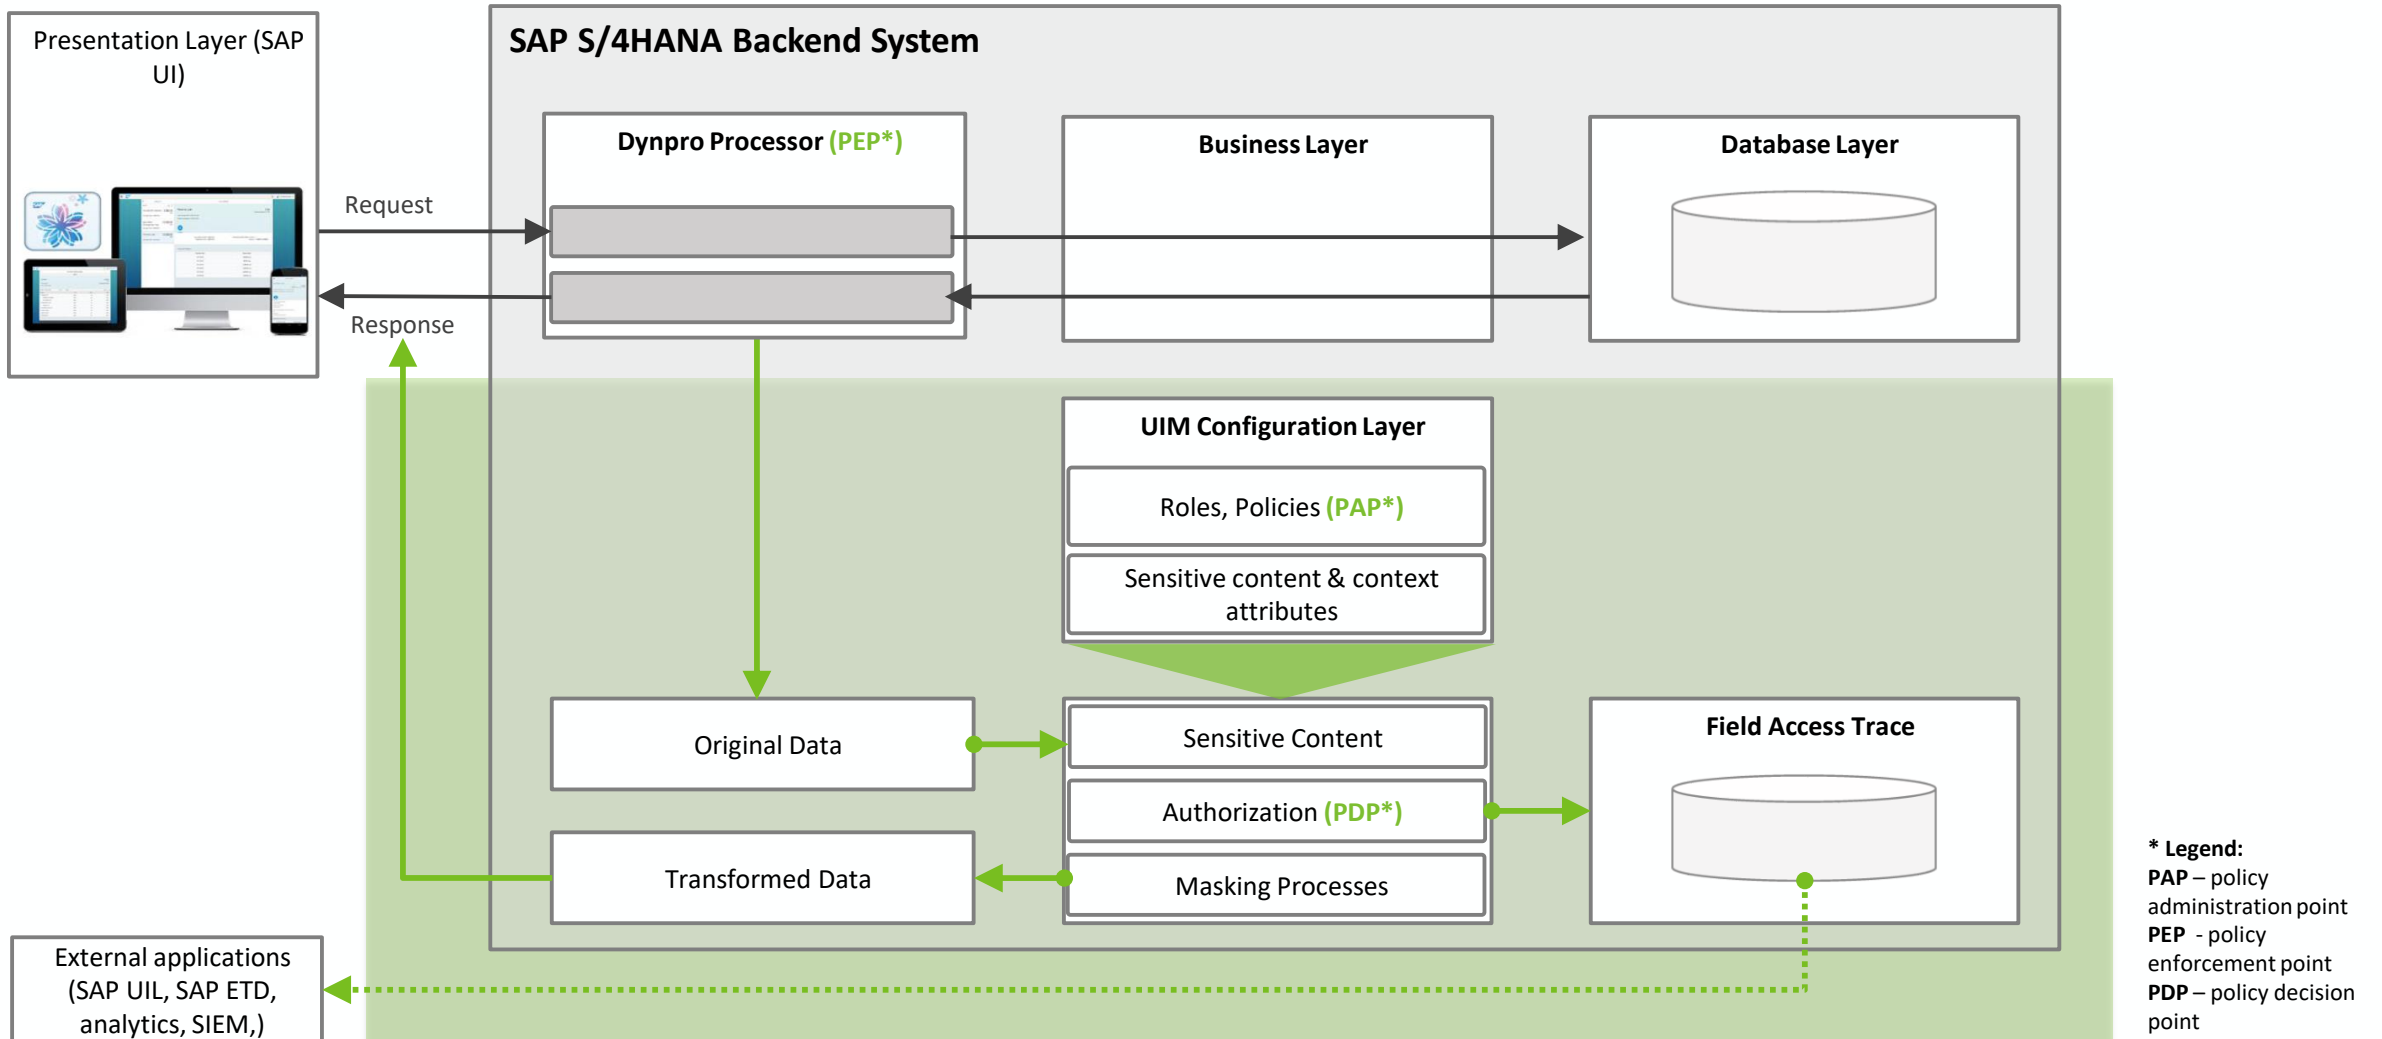 Presentation Layer (SAP
UI)
SAP S/4HANA Backend System
Dynpro Processor (PEP*)
Business Layer
Database Layer
Request
Response
UIM Configuration Layer
Roles, Policies (PAP*)
Sensitive content & context
attributes
Original Data
Sensitive Content
Field Access Trace
Authorization (PDP*)
Transformed Data
Masking Processes
External applications
(SAP UIL, SAP ETD,
analytics, SIEM,)
* Legend:
PAP – policy
administration point
PEP - policy
enforcement point
PDP – policy decision
point